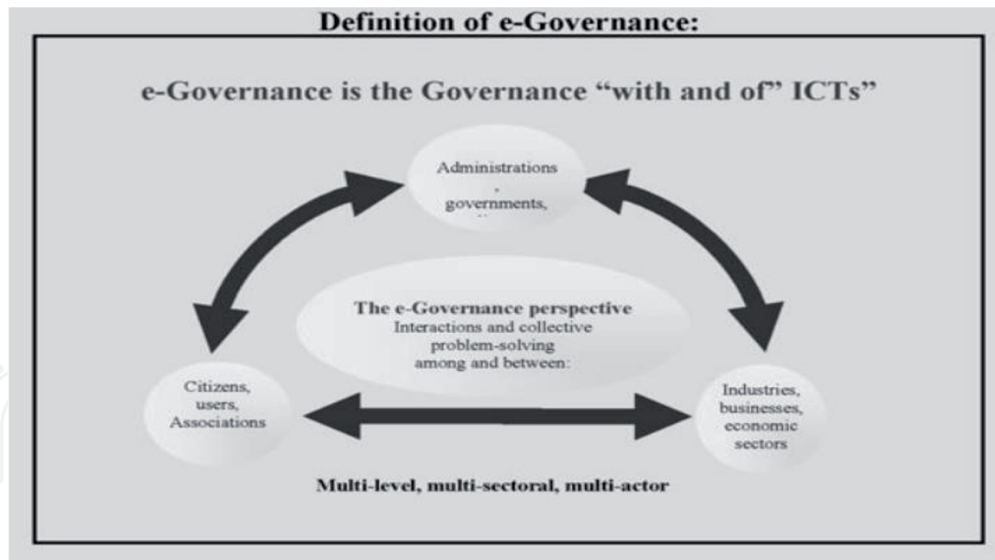 Definition of e-Governance:
e-Governance is the Governance “with and of” ICTs”
Administrations
,
governments,
The e-Governance perspective
Interactions and collective
problem-solving
among and between:
Citizens,
users,
Associations
Industries,
businesses,
economic
sectors
Multi-level, multi-sectoral, multi-actor